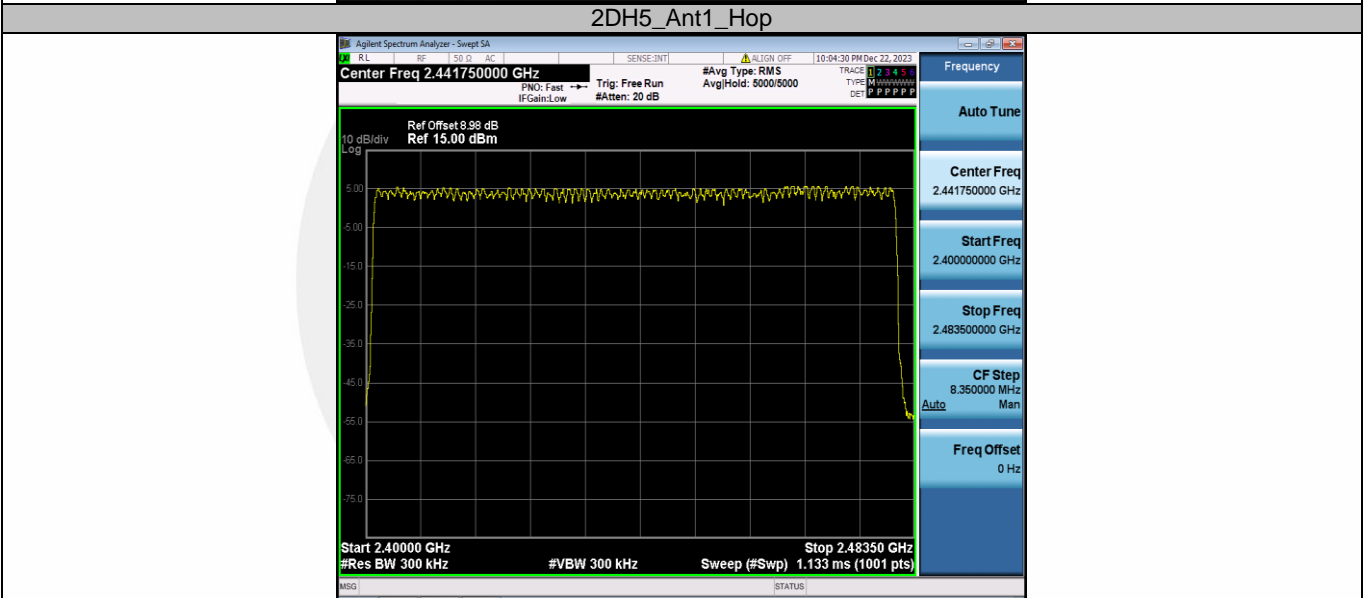 2DH5_Ant1_Hop
Agilent Spectrum Analyzer - Swept SA
RL RF 50 Ω AC SENSE:INT ALIGN OFF 10:04:30 PM Dec 22, 2023
Center Freq 2.441750000 GHz
PNO: Fast
IFGain:Low
Trig: Free Run
#Atten: 20 dB
#Avg Type: RMS
Avg|Hold: 5000/5000
TRACE 1 2 3 4 5 6
TYPE M WWWWW
DET P P P P P P
Ref Offset 8.98 dB
10 dB/div Ref 15.00 dBm
Log
5.00
-5.00
-15.0
-25.0
-35.0
-45.0
-55.0
-65.0
-75.0
Start 2.40000 GHz Stop 2.48350 GHz
#Res BW 300 kHz #VBW 300 kHz Sweep (#Swp) 1.133 ms (1001 pts)
MSG STATUS
Frequency
Auto Tune
Center Freq
2.441750000 GHz
Start Freq
2.400000000 GHz
Stop Freq
2.483500000 GHz
CF Step
8.350000 MHz
Auto Man
Freq Offset
0 Hz